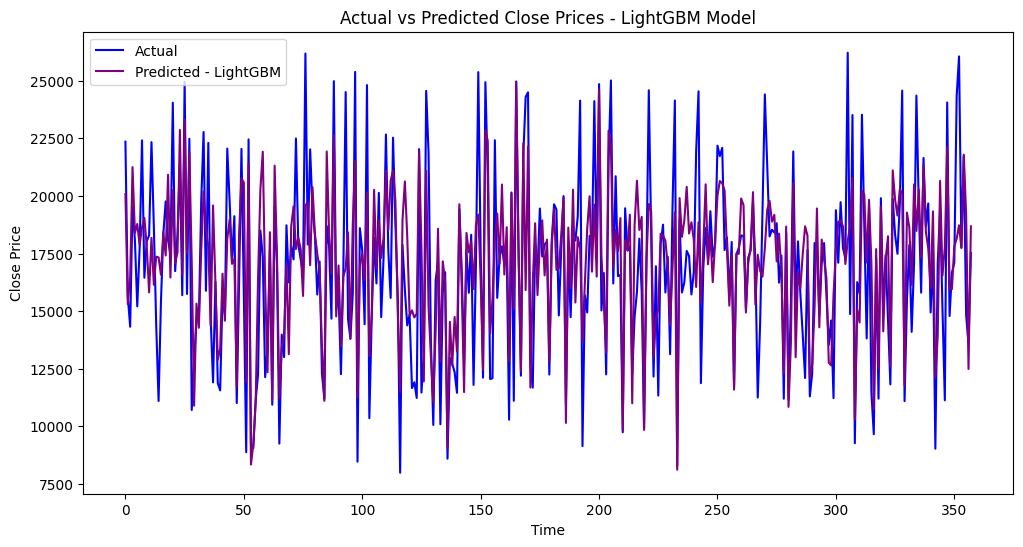 Actual vs Predicted Close Prices - LightGBM Model
Actual
Predicted - LightGBM
Close Price
25000
22500
20000
17500
15000
12500
10000
7500
0 50 100 150 200 250 300 350
Time